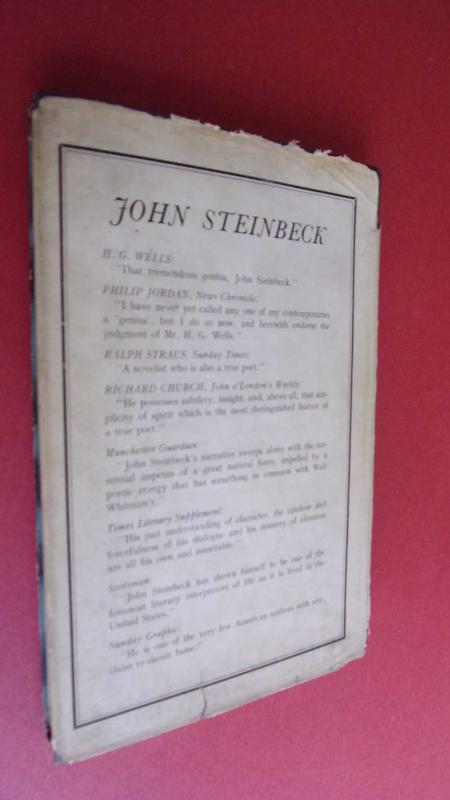 JOHN STEINBECK
H. G. WELLS:
"That tremendous genius, John Steinbeck."
PHILIP JORDAN, News Chronicle:
"I have never yet called any one of my contemporaries
a 'genius', but I do so now, and herewith endorse the
judgment of Mr. H. G. Wells."
RALPH STRAUS, Sunday Times:
"A novelist who is also a true poet."
RICHARD CHURCH, John o'London's Weekly:
"He possesses subtlety, insight, and, above all, that sim-
plicity of spirit which is the most distinguished feature of
a true poet."
Manchester Guardian:
"John Steinbeck's narrative sweeps along with the tor-
rential impetus of a great natural force, impelled by a
poetic energy that has something in common with Walt
Whitman's."
Times Literary Supplement:
"His just understanding of character, the candour and
forcefulness of his dialogue and his mastery of climaxes
are all his own and inimitable."
Scotsman:
"John Steinbeck has shown himself to be one of the
foremost literary interpreters of life as it is lived in the
United States."
Sunday Graphic:
"He is one of the very few American authors with any
claim to classic fame."